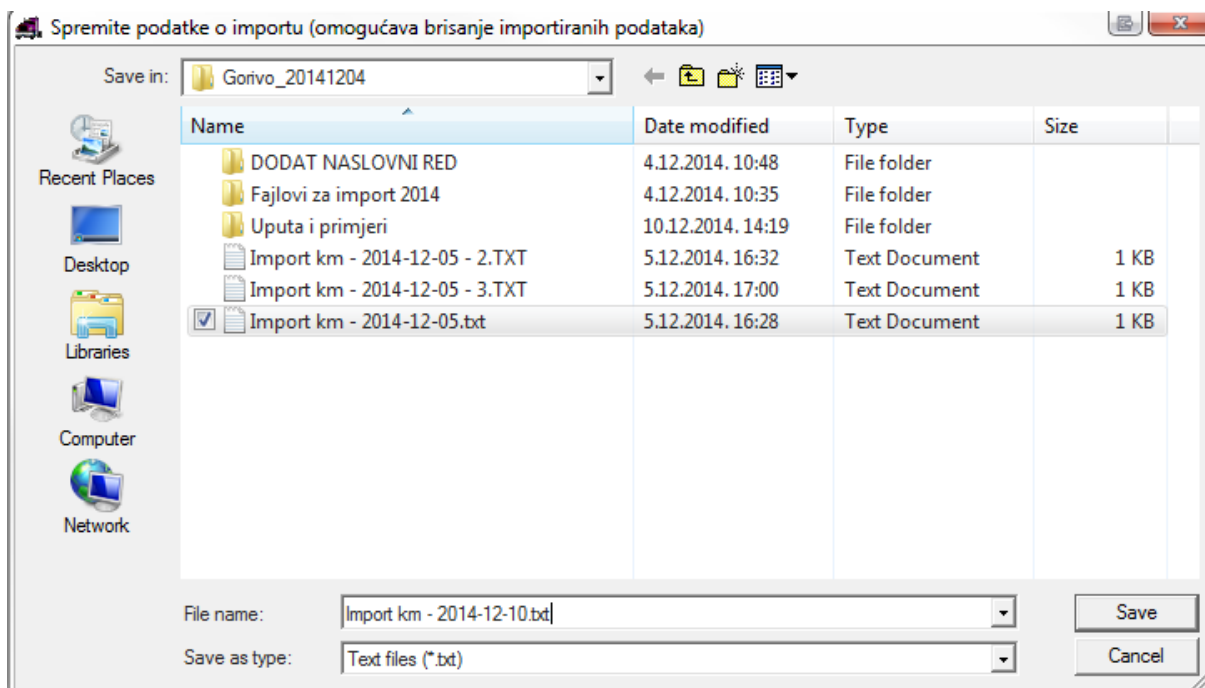 Spremite podatke o importu (omogućava brisanje importiranih podataka)
Save in: Gorivo_20141204
Name Date modified Type Size
DODAT NASLOVNI RED 4.12.2014. 10:48 File folder
Fajlovi za import 2014 4.12.2014. 10:35 File folder
Uputa i primjeri 10.12.2014. 14:19 File folder
Import km - 2014-12-05 - 2.TXT 5.12.2014. 16:32 Text Document 1 KB
Import km - 2014-12-05 - 3.TXT 5.12.2014. 17:00 Text Document 1 KB
Import km - 2014-12-05.txt 5.12.2014. 16:28 Text Document 1 KB
Recent Places
Desktop
Libraries
Computer
Network
File name: Import km - 2014-12-10.txt Save
Save as type: Text files (*.txt) Cancel